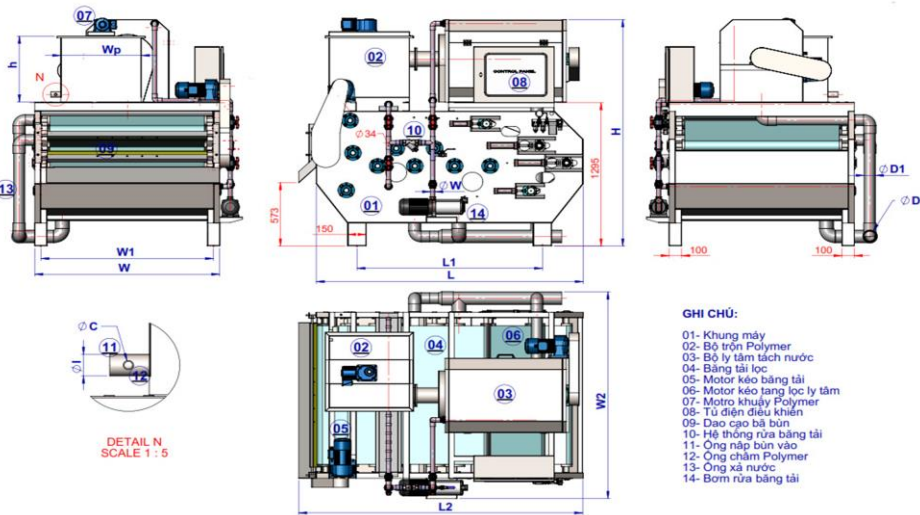 07
Wp
h
N
09
13
W1
W
02
CONTROL PANEL
08
Ø 34
10
Ø W
01
14
573
150
L1
L
1295
H
Ø D1
Ø D
100
100
Ø C
11
Ø I
12
DETAIL N
SCALE 1 : 5
02
04
06
03
05
W2
L2
GHI CHÚ:
01- Khung máy
02- Bộ trộn Polymer
03- Bộ ly tâm tách nước
04- Băng tải lọc
05- Motor kéo băng tải
06- Motor kéo tang lọc ly tâm
07- Motro khuấy Polymer
08- Tủ điện điều khiển
09- Dao cạo bã bùn
10- Hệ thống rửa băng tải
11- Ống nạp bùn vào
12- Ống châm Polymer
13- Ống xả nước
14- Bơm rửa băng tải